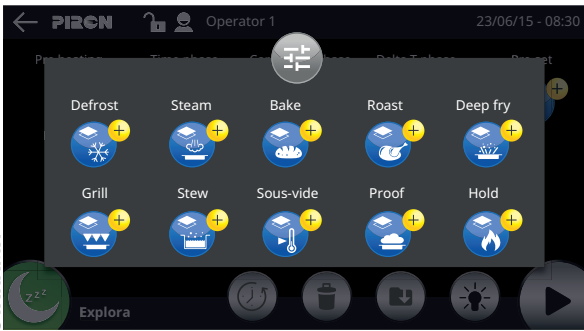 PIRON Operator 1 23/06/15 - 08:30
Defrost Steam Bake Roast Deep fry
Grill Stew Sous-vide Proof Hold
zzz
Explora